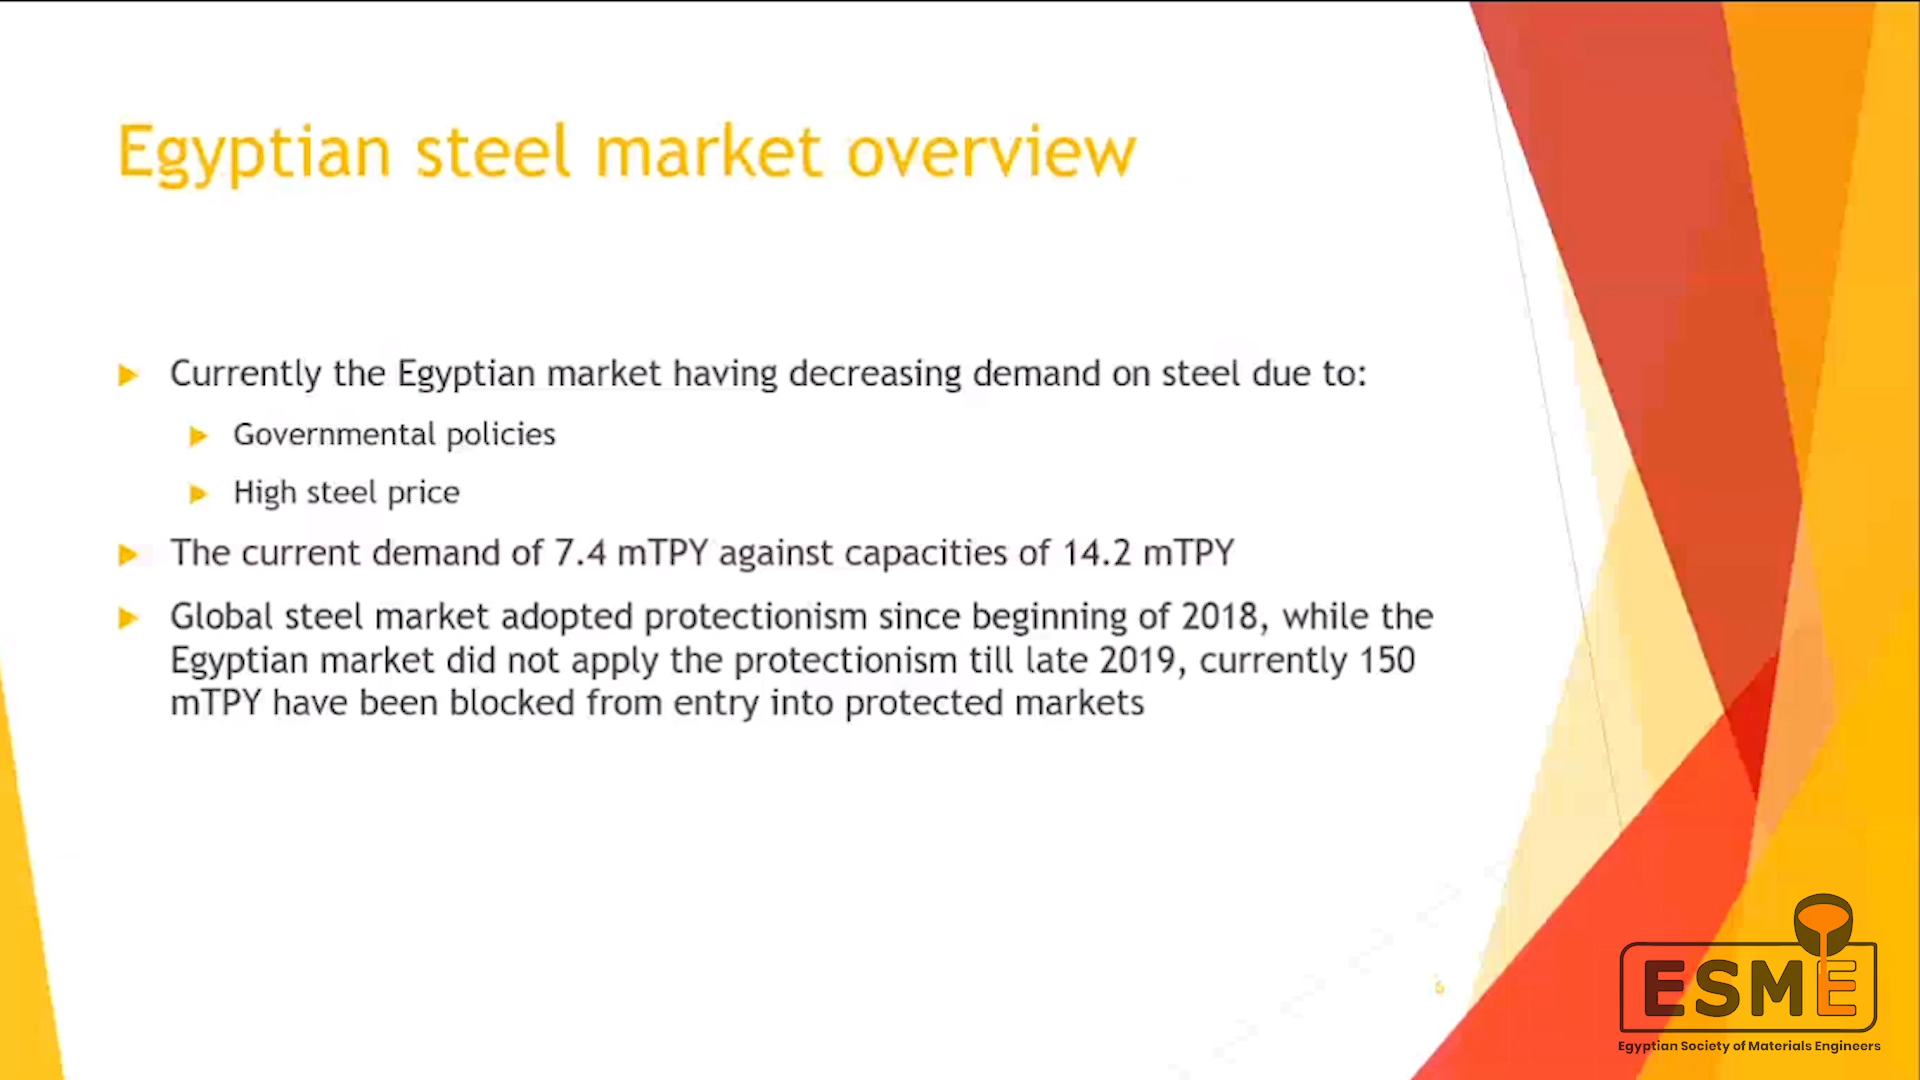 Egyptian steel market overview
Currently the Egyptian market having decreasing demand on steel due to:
Governmental policies
High steel price
The current demand of 7.4 mTPY against capacities of 14.2 mTPY
Global steel market adopted protectionism since beginning of 2018, while the
Egyptian market did not apply the protectionism till late 2019, currently 150
mTPY have been blocked from entry into protected markets
6
ESME
Egyptian Society of Materials Engineers